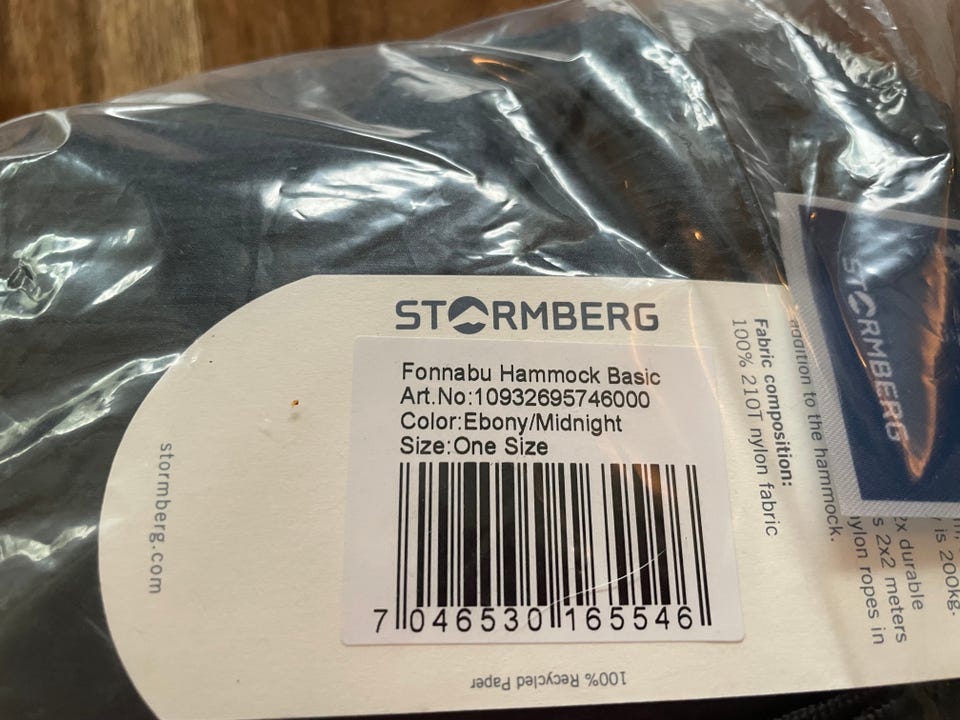 STORMBERG
Fonnabu Hammock Basic
Art.No:10932695746000
Color:Ebony/Midnight
Size:One Size
7 046530 165546
stormberg.com
100% Recycled Paper
Fabric composition:
100% 210T nylon fabric
addition to the hammock.
nylon ropes in
s 2x2 meters
2x durable
is 200kg.
STORMBERG